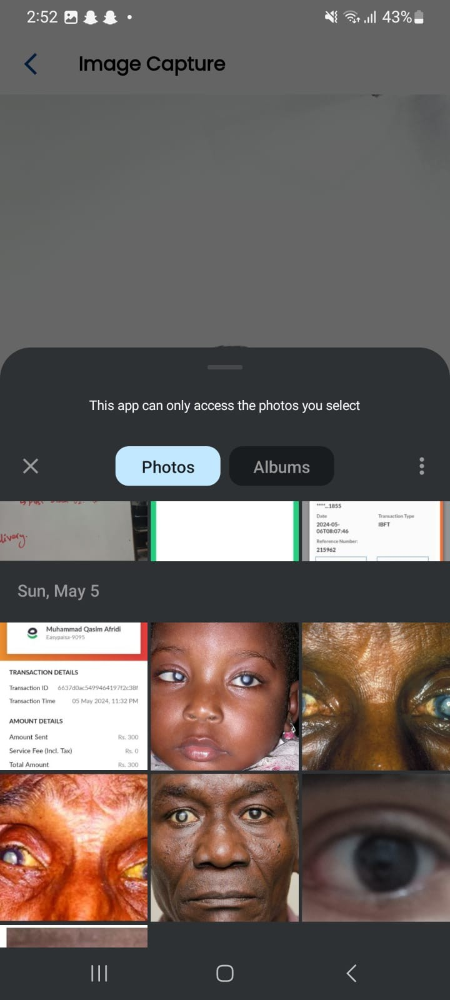 2:52 43%
Image Capture
This app can only access the photos you select
Photos Albums
livery.
****...1855
Date Transaction Type
2024-05-
06T08:07:46 IBFT
Reference Number:
215962
Sun, May 5
Muhammad Qasim Afridi
Easypaisa-9095
TRANSACTION DETAILS
Transaction ID 6637d0ac5499464197f2c38f
Transaction Time 05 May 2024, 11:32 PM
AMOUNT DETAILS
Amount Sent Rs. 300
Service Fee (Incl. Tax) Rs. 0
Total Amount Rs. 300